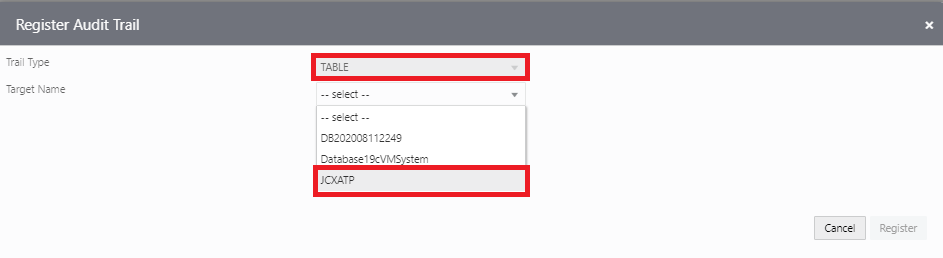 Register Audit Trail ×
Trail Type TABLE
Target Name -- select --
-- select --
DB202008112249
Database19cVMSystem
JCXATP
Cancel Register